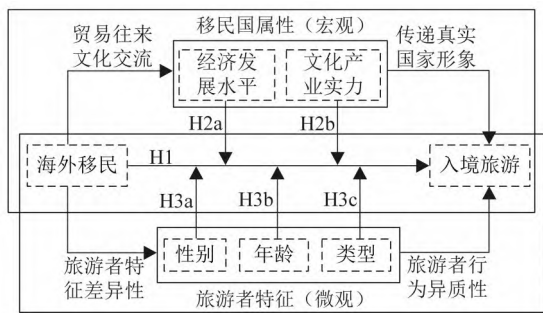 移民国属性（宏观）
贸易往来
文化交流
经济发
展水平
文化产
业实力
传递真实
国家形象
H2a
H2b
海外移民
H1
入境旅游
H3a
H3b
H3c
旅游者特
征差异性
性别
年龄
类型
旅游者行
为异质性
旅游者特征（微观）